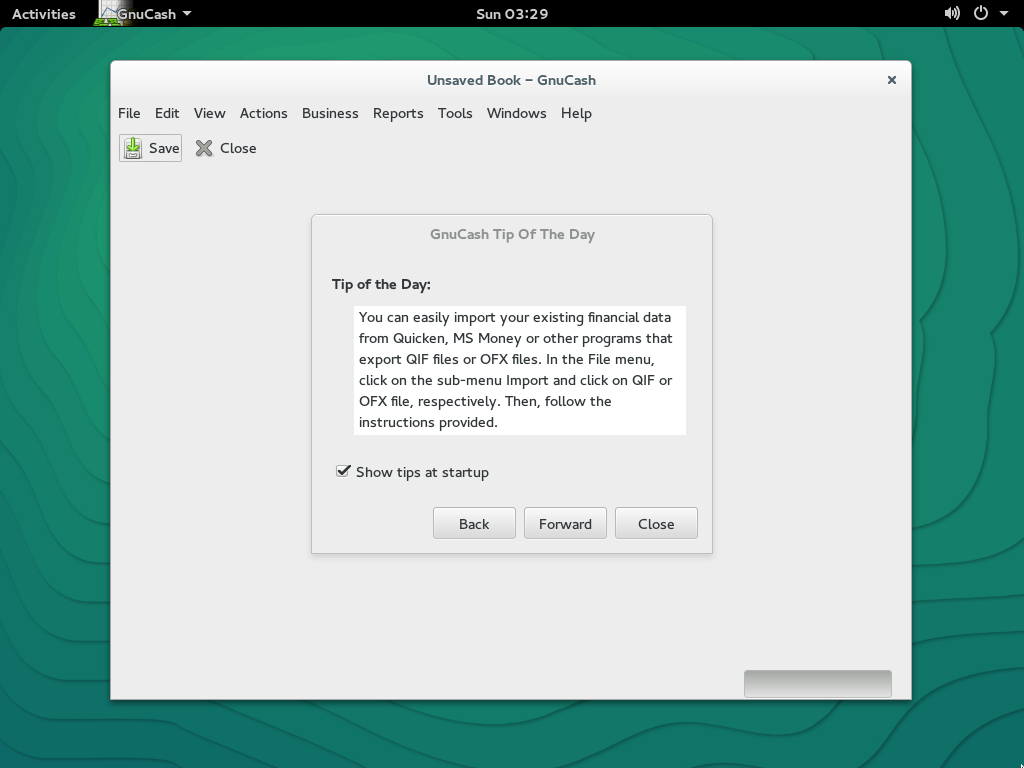 Activities GnuCash Sun 03:29
Unsaved Book – GnuCash
File Edit View Actions Business Reports Tools Windows Help
Save Close
GnuCash Tip Of The Day
Tip of the Day:
You can easily import your existing financial data
from Quicken, MS Money or other programs that
export QIF files or OFX files. In the File menu,
click on the sub-menu Import and click on QIF or
OFX file, respectively. Then, follow the
instructions provided.
Show tips at startup
Back Forward Close